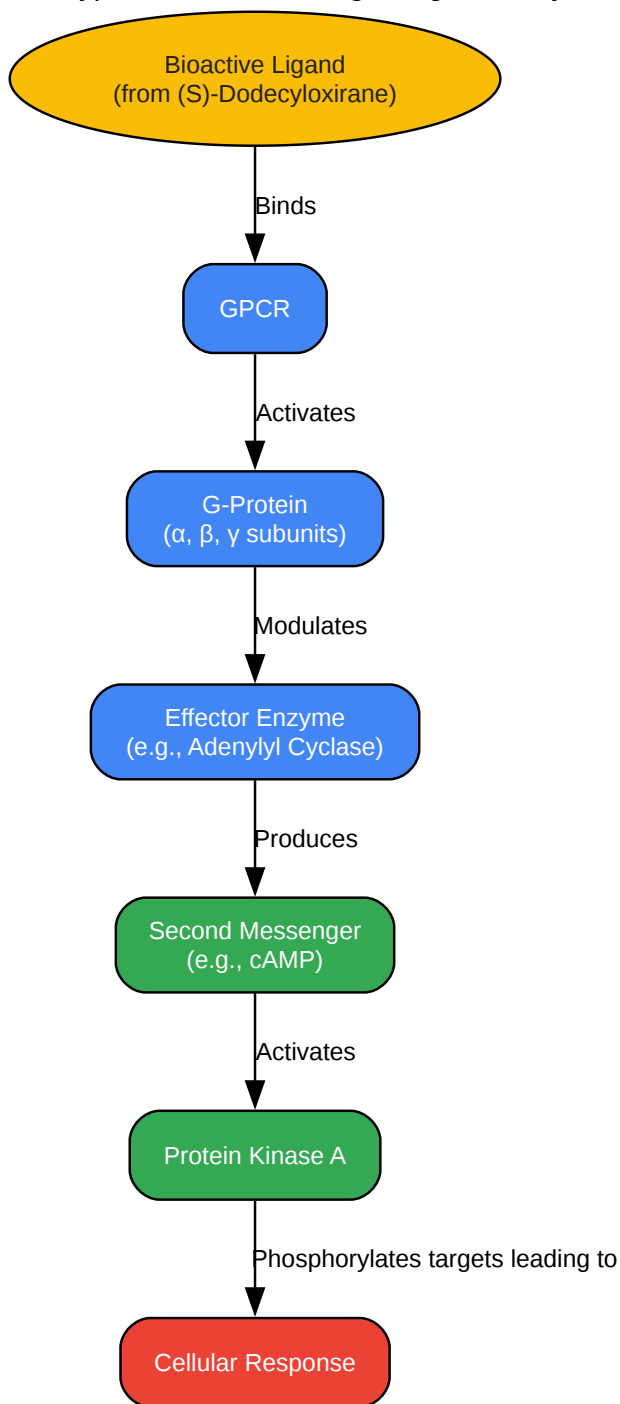 Bioactive Ligand
(from (S)-Dodecyloxirane)
Binds
GPCR
Activates
G-Protein
(α, β, γ subunits)
Modulates
Effector Enzyme
(e.g., Adenylyl Cyclase)
Produces
Second Messenger
(e.g., cAMP)
Activates
Protein Kinase A
Phosphorylates targets leading to
Cellular Response